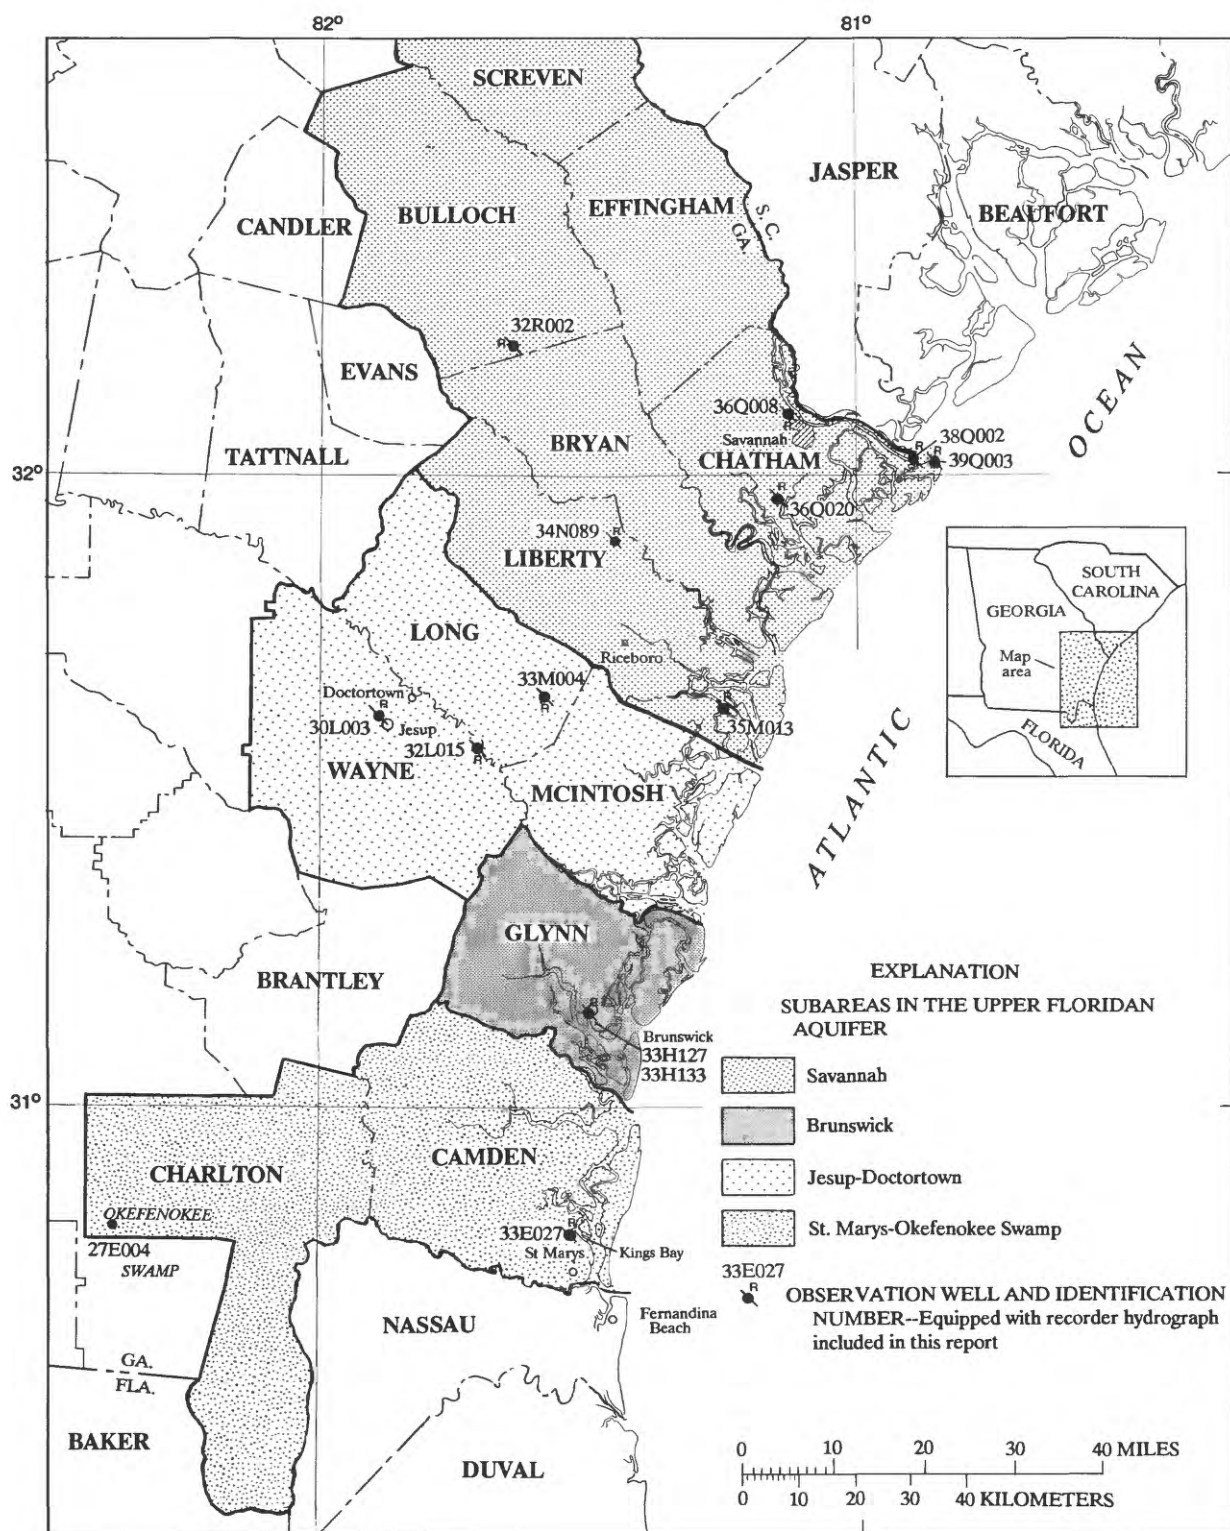 82° 81°
SCREVEN
JASPER
BULLOCH
EFFINGHAM
S. C.
GA.
BEAUFORT
CANDLER
32R002
EVANS
OCEAN
36Q008
Savannah
38Q002
BRYAN
CHATHAM
39Q003
TATTNALL
32°
36Q020
34N089
LIBERTY
SOUTH
CAROLINA
GEORGIA
Map
area
FLORIDA
LONG
Riceboro
Doctortown
33M004
30L003
Jesup
35M013
32L015
WAYNE
MCINTOSH
ATLANTIC
GLYNN
BRANTLEY
Brunswick
33H127
33H133
31°
CHARLTON
CAMDEN
OKEFENOKEE
27E004
SWAMP
33E027
St Marys
Kings Bay
Fernandina
Beach
NASSAU
GA.
FLA.
BAKER
DUVAL
EXPLANATION
SUBAREAS IN THE UPPER FLORIDAN
AQUIFER
Savannah
Brunswick
Jesup-Doctortown
St. Marys-Okefenokee Swamp
33E027
R
OBSERVATION WELL AND IDENTIFICATION
NUMBER--Equipped with recorder hydrograph
included in this report
0 10 20 30 40 MILES
0 10 20 30 40 KILOMETERS